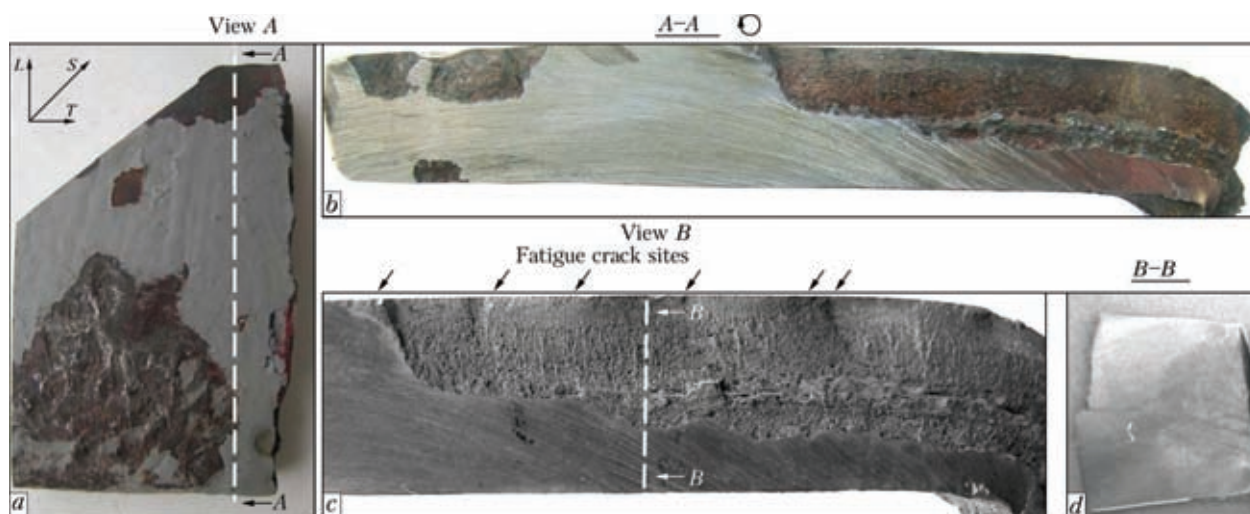 View A
A
L
S
T
A
a
A–A
b
View B
Fatigue crack sites
B
B
c
B–B
d